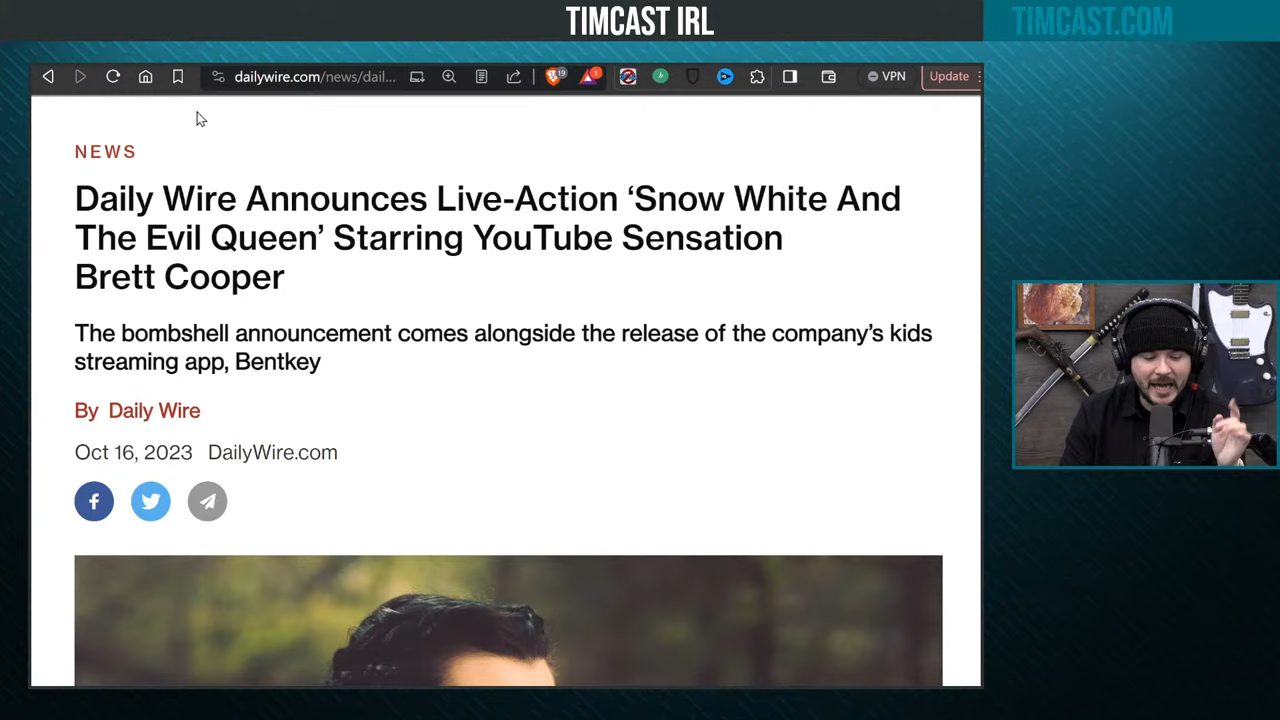 TIMCAST IRL
TIMCAST.COM
dailywire.com/news/dail...
19
1
VPN
Update
NEWS
Daily Wire Announces Live-Action ‘Snow White And
The Evil Queen’ Starring YouTube Sensation
Brett Cooper
The bombshell announcement comes alongside the release of the company’s kids
streaming app, Bentkey
By Daily Wire
Oct 16, 2023 DailyWire.com